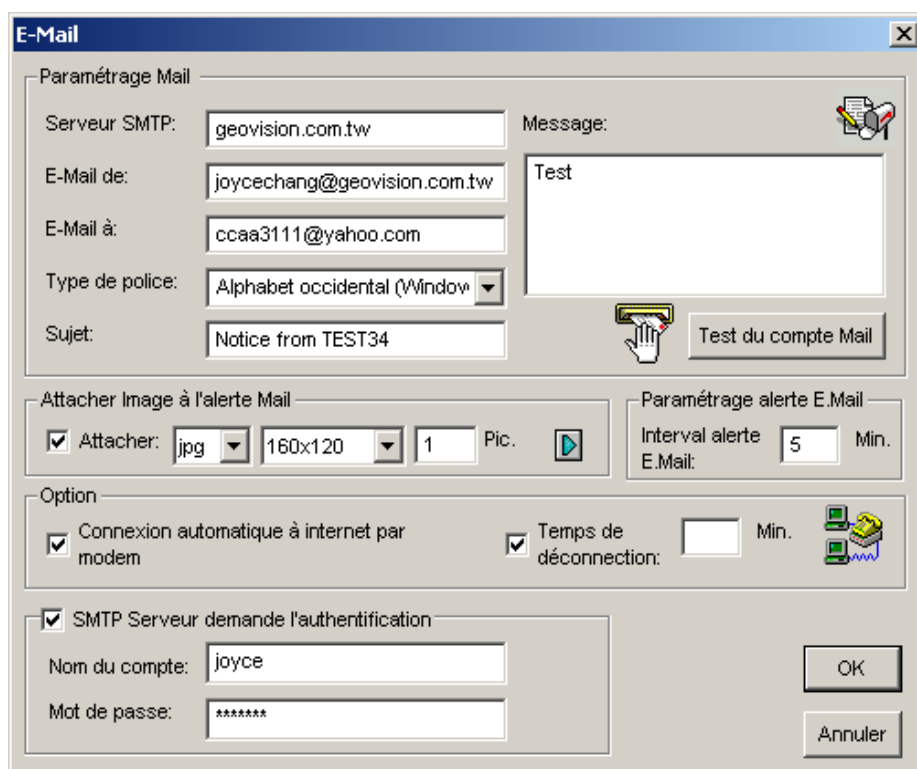 E-Mail
Paramétrage Mail
Serveur SMTP: geovision.com.tw
E-Mail de: joycechang@geovision.com.tw
E-Mail à: ccaa3111@yahoo.com
Type de police: Alphabet occidental (Window
Sujet: Notice from TEST34
Message:
Test
Test du compte Mail
Attacher Image à l'alerte Mail
Attacher: jpg 160x120 1 Pic.
Paramétrage alerte E.Mail
Interval alerte
E.Mail: 5 Min.
Option
Connexion automatique à internet par
modem
Temps de
déconnection: Min.
SMTP Serveur demande l'authentification
Nom du compte: joyce
Mot de passe: *******
OK
Annuler